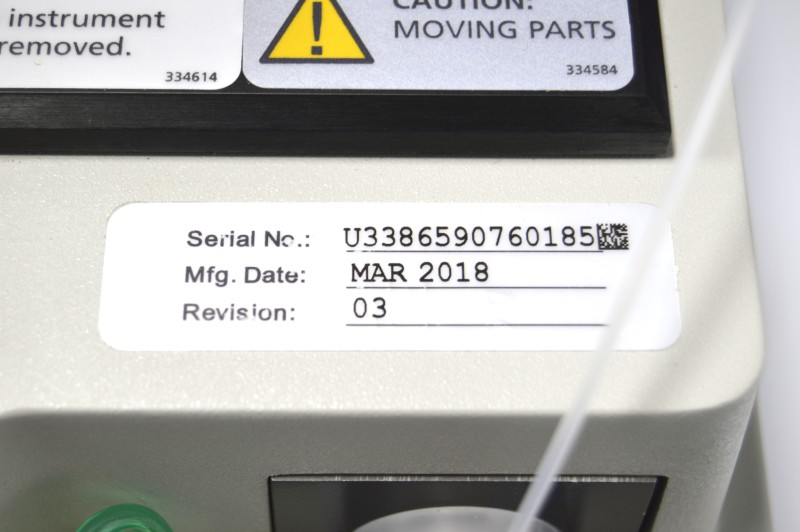 instrument
removed.
334614
CAUTION:
MOVING PARTS
334584
Serial No.: U3386590760185
Mfg. Date: MAR 2018
Revision: 03